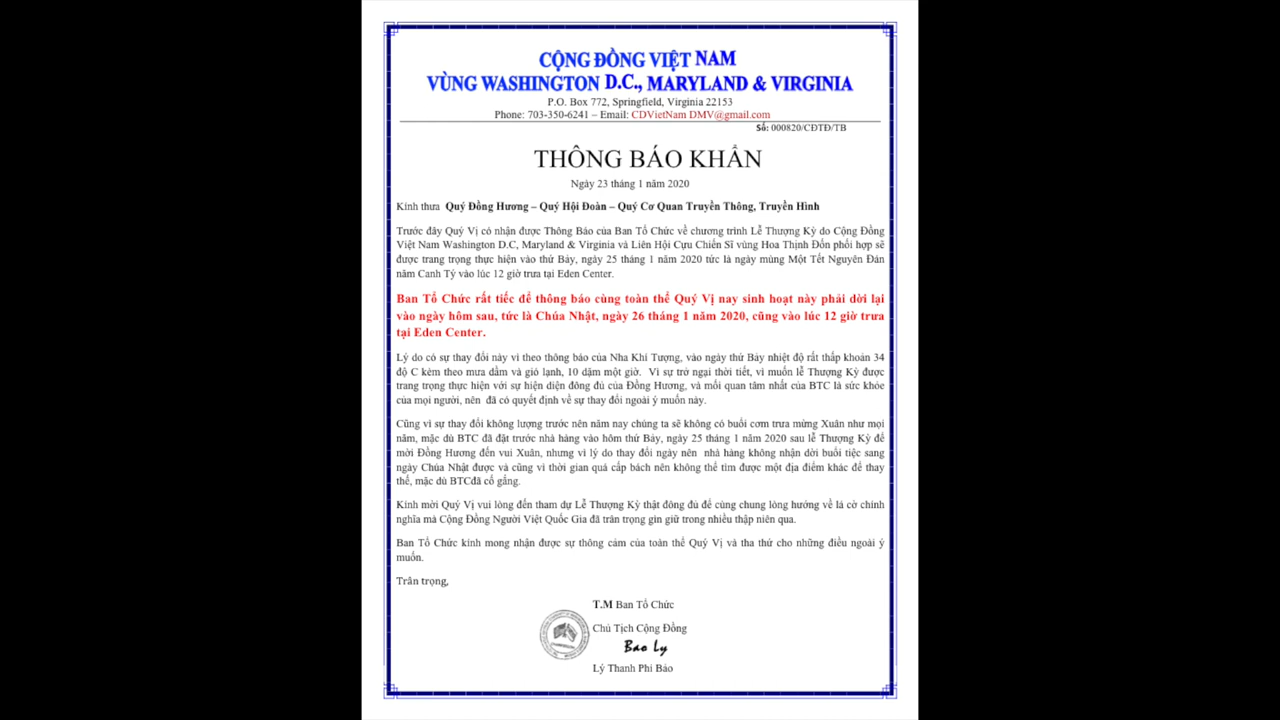 CỘNG ĐỒNG VIỆT NAM
VÙNG WASHINGTON D.C., MARYLAND & VIRGINIA
P.O. Box 772, Springfield, Virginia 22153
Phone: 703-350-6241 – Email: CDVietNam DMV@gmail.com
Số: 000820/CĐTĐ/TB
THÔNG BÁO KHẨN
Ngày 23 tháng 1 năm 2020
Kính thưa Quý Đồng Hương – Quý Hội Đoàn – Quý Cơ Quan Truyền Thông, Truyền Hình
Trước đây Quý Vị có nhận được Thông Báo của Ban Tổ Chức về chương trình Lễ Thượng Kỳ do Cộng Đồng
Việt Nam Washington D.C, Maryland & Virginia và Liên Hội Cựu Chiến Sĩ vùng Hoa Thịnh Đốn phối hợp sẽ
được trang trọng thực hiện vào thứ Bảy, ngày 25 tháng 1 năm 2020 tức là ngày mùng Một Tết Nguyên Đán
năm Canh Tý vào lúc 12 giờ trưa tại Eden Center.
Ban Tổ Chức rất tiếc để thông báo cùng toàn thể Quý Vị nay sinh hoạt này phải dời lại
vào ngày hôm sau, tức là Chúa Nhật, ngày 26 tháng 1 năm 2020, cũng vào lúc 12 giờ trưa
tại Eden Center.
Lý do có sự thay đổi này vì theo thông báo của Nha Khí Tượng, vào ngày thứ Bảy nhiệt độ rất thấp khoản 34
độ C kèm theo mưa dầm và gió lạnh, 10 dặm một giờ. Vì sự trở ngại thời tiết, vì muốn lễ Thượng Kỳ được
trang trọng thực hiện với sự hiện diện đông đủ của Đồng Hương, và mối quan tâm nhất của BTC là sức khỏe
của mọi người, nên đã có quyết định về sự thay đổi ngoài ý muốn này.
Cũng vì sự thay đổi không lượng trước nên năm nay chúng ta sẽ không có buổi cơm trưa mừng Xuân như mọi
năm, mặc dù BTC đã đặt trước nhà hàng vào hôm thứ Bảy, ngày 25 tháng 1 năm 2020 sau lễ Thượng Kỳ để
mời Đồng Hương đến vui Xuân, nhưng vì lý do thay đổi ngày nên nhà hàng không nhận dời buổi tiệc sang
ngày Chúa Nhật được và cũng vì thời gian quá cấp bách nên không thể tìm được một địa điểm khác để thay
thế, mặc dù BTCđã cố gắng.
Kính mời Quý Vị vui lòng đến tham dự Lễ Thượng Kỳ thật đông đủ để cùng chung lòng hướng về lá cờ chính
nghĩa mà Cộng Đồng Người Việt Quốc Gia đã trân trọng gìn giữ trong nhiều thập niên qua.
Ban Tổ Chức kính mong nhận được sự thông cảm của toàn thể Quý Vị và tha thứ cho những điều ngoài ý
muốn.
Trân trọng,
T.M Ban Tổ Chức
Chủ Tịch Cộng Đồng
Bao Ly
Lý Thanh Phi Bảo